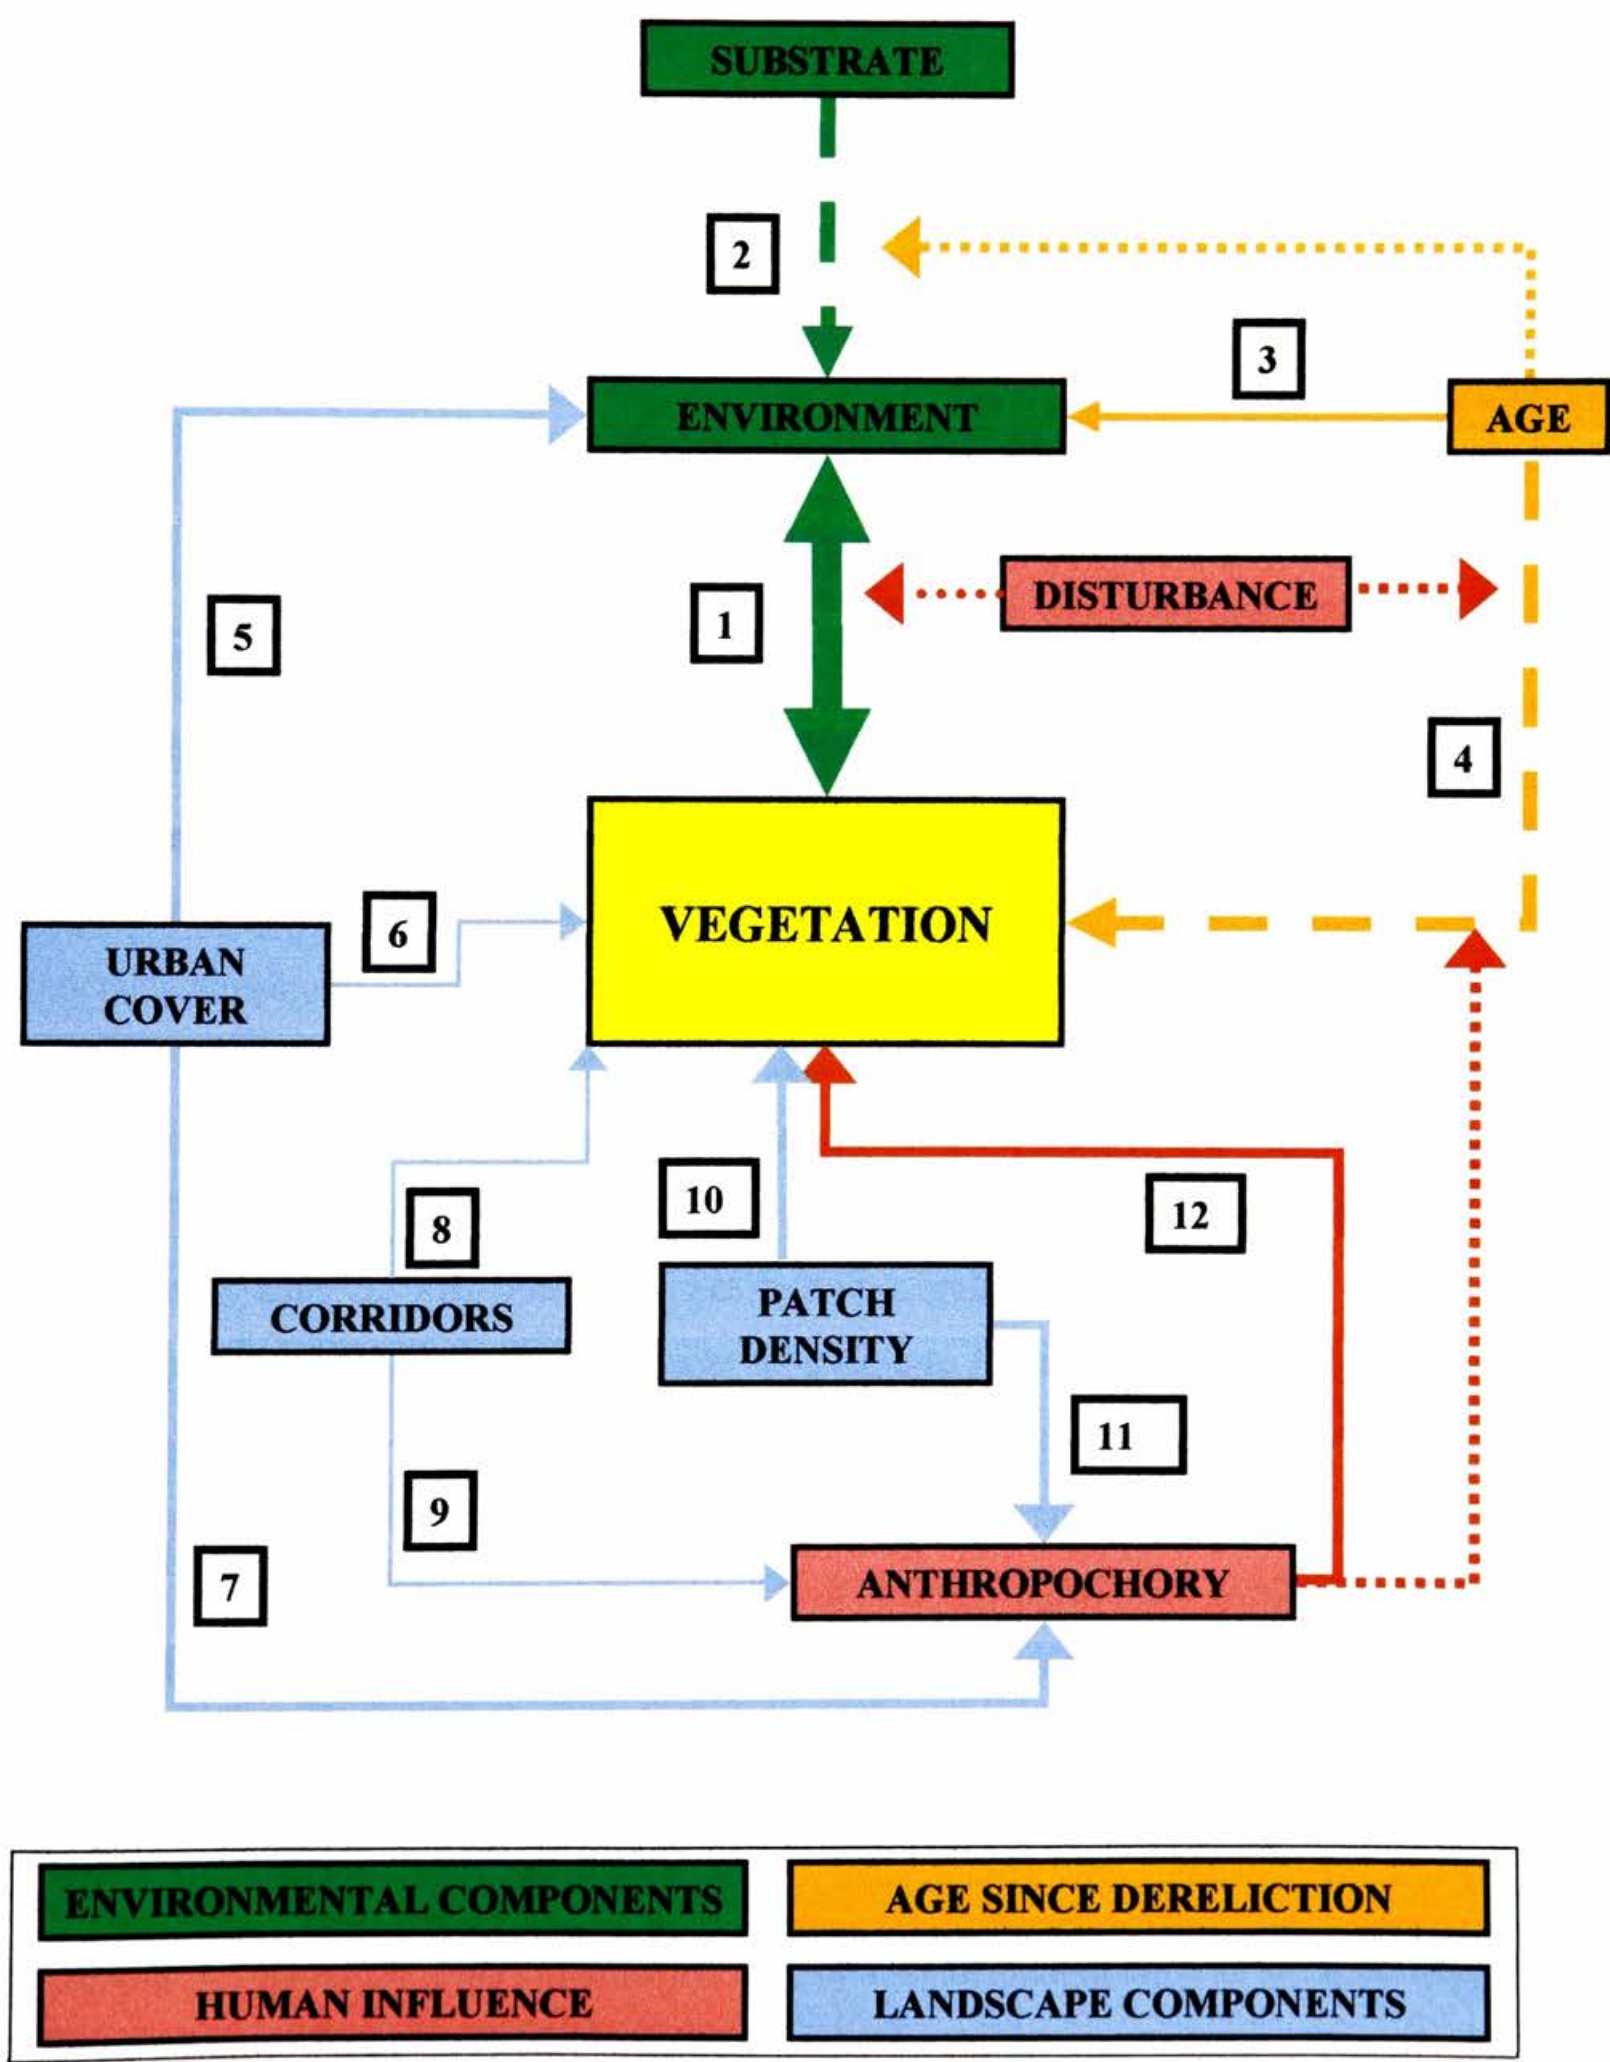 SUBSTRATE
2
3
ENVIRONMENT
AGE
DISTURBANCE
1
5
4
VEGETATION
6
URBAN
COVER
10
12
8
CORRIDORS
PATCH
DENSITY
11
9
7
ANTHROPOCHORY
ENVIRONMENTAL COMPONENTS
AGE SINCE DERELICTION
HUMAN INFLUENCE
LANDSCAPE COMPONENTS